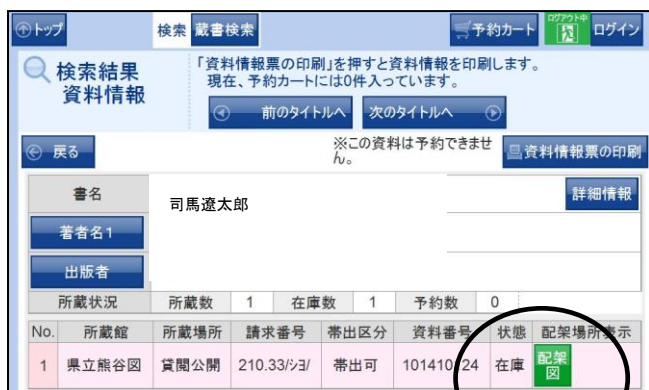 トップ
検索 蔵書検索
予約カート
ログアウト中
ログイン
検索結果
資料情報
「資料情報票の印刷」を押すと資料情報を印刷します。
現在、予約カートには0件入っています。
前のタイトルへ 次のタイトルへ
戻る
※この資料は予約できませ
ん。
資料情報票の印刷
書名 司馬遼太郎 詳細情報
著者名1
出版者
所蔵状況 所蔵数 1 在庫数 1 予約数 0
No. 所蔵館 所蔵場所 請求番号 帯出区分 資料番号 状態 配架場所表示
1 県立熊谷図 貸閲公開 210.33/ｼﾖ/ 帯出可 在庫 配架
図